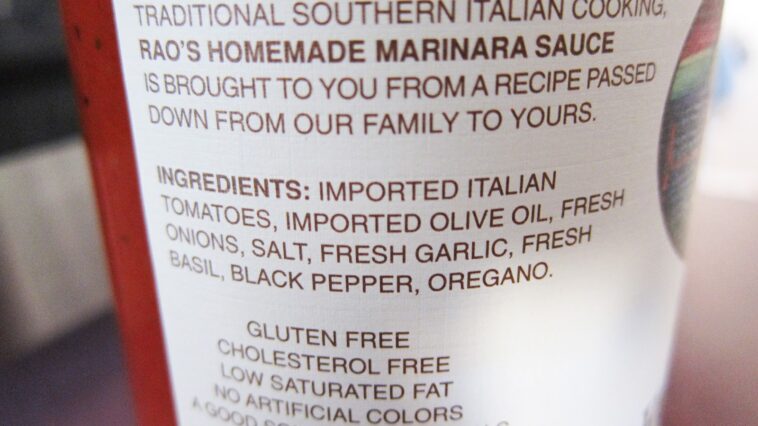 TRADITIONAL SOUTHERN ITALIAN COOKING,
RAO'S HOMEMADE MARINARA SAUCE
IS BROUGHT TO YOU FROM A RECIPE PASSED
DOWN FROM OUR FAMILY TO YOURS.
INGREDIENTS: IMPORTED ITALIAN
TOMATOES, IMPORTED OLIVE OIL, FRESH
ONIONS, SALT, FRESH GARLIC, FRESH
BASIL, BLACK PEPPER, OREGANO.
GLUTEN FREE
CHOLESTEROL FREE
LOW SATURATED FAT
NO ARTIFICIAL COLORS
A GOOD